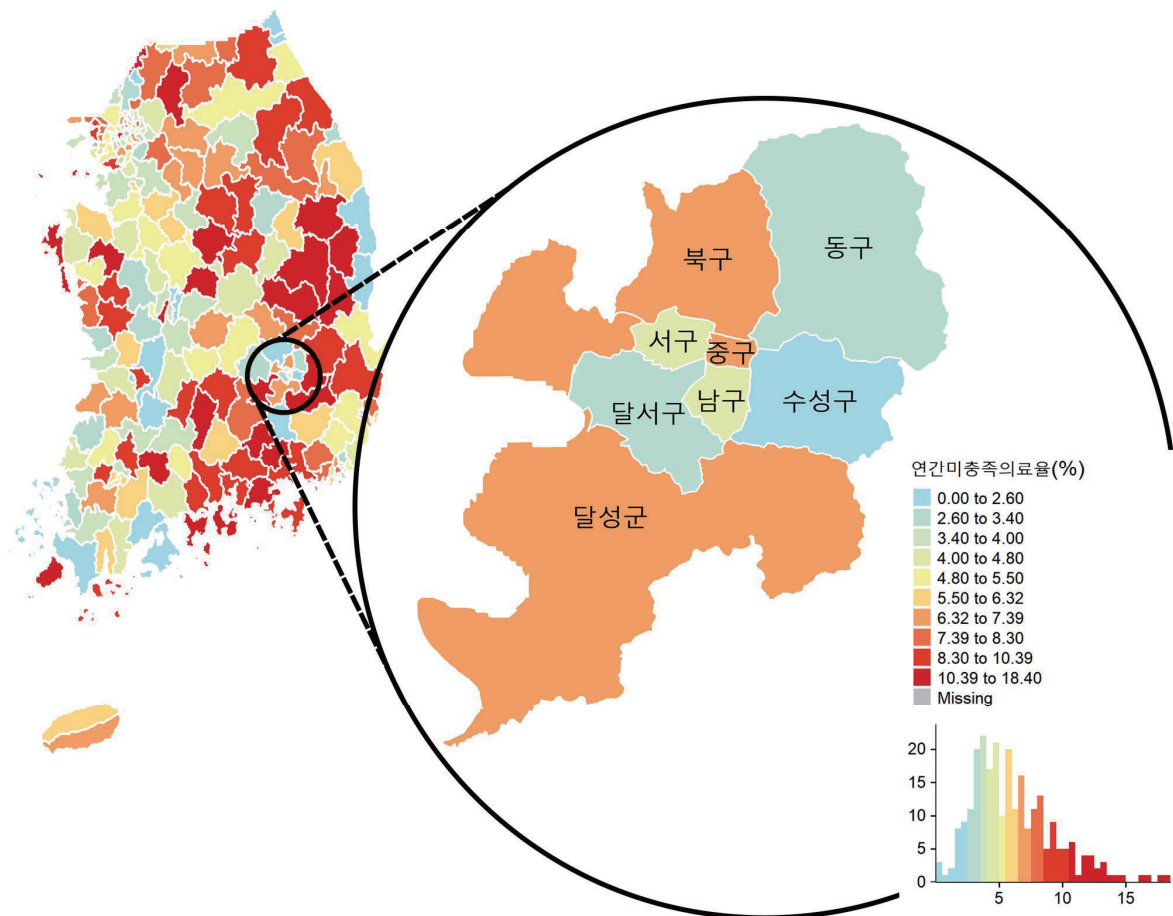 동구
북구
서구
중구
달서구
남구
수성구
달성군
연간미충족의료율(%)
0.00 to 2.60
2.60 to 3.40
3.40 to 4.00
4.00 to 4.80
4.80 to 5.50
5.50 to 6.32
6.32 to 7.39
7.39 to 8.30
8.30 to 10.39
10.39 to 18.40
Missing
20
15
10
5
0
5 10 15